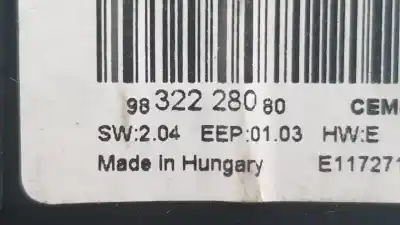 98 322 280 80 CEM
SW:2.04 EEP:01.03 HW:E
Made in Hungary E117271